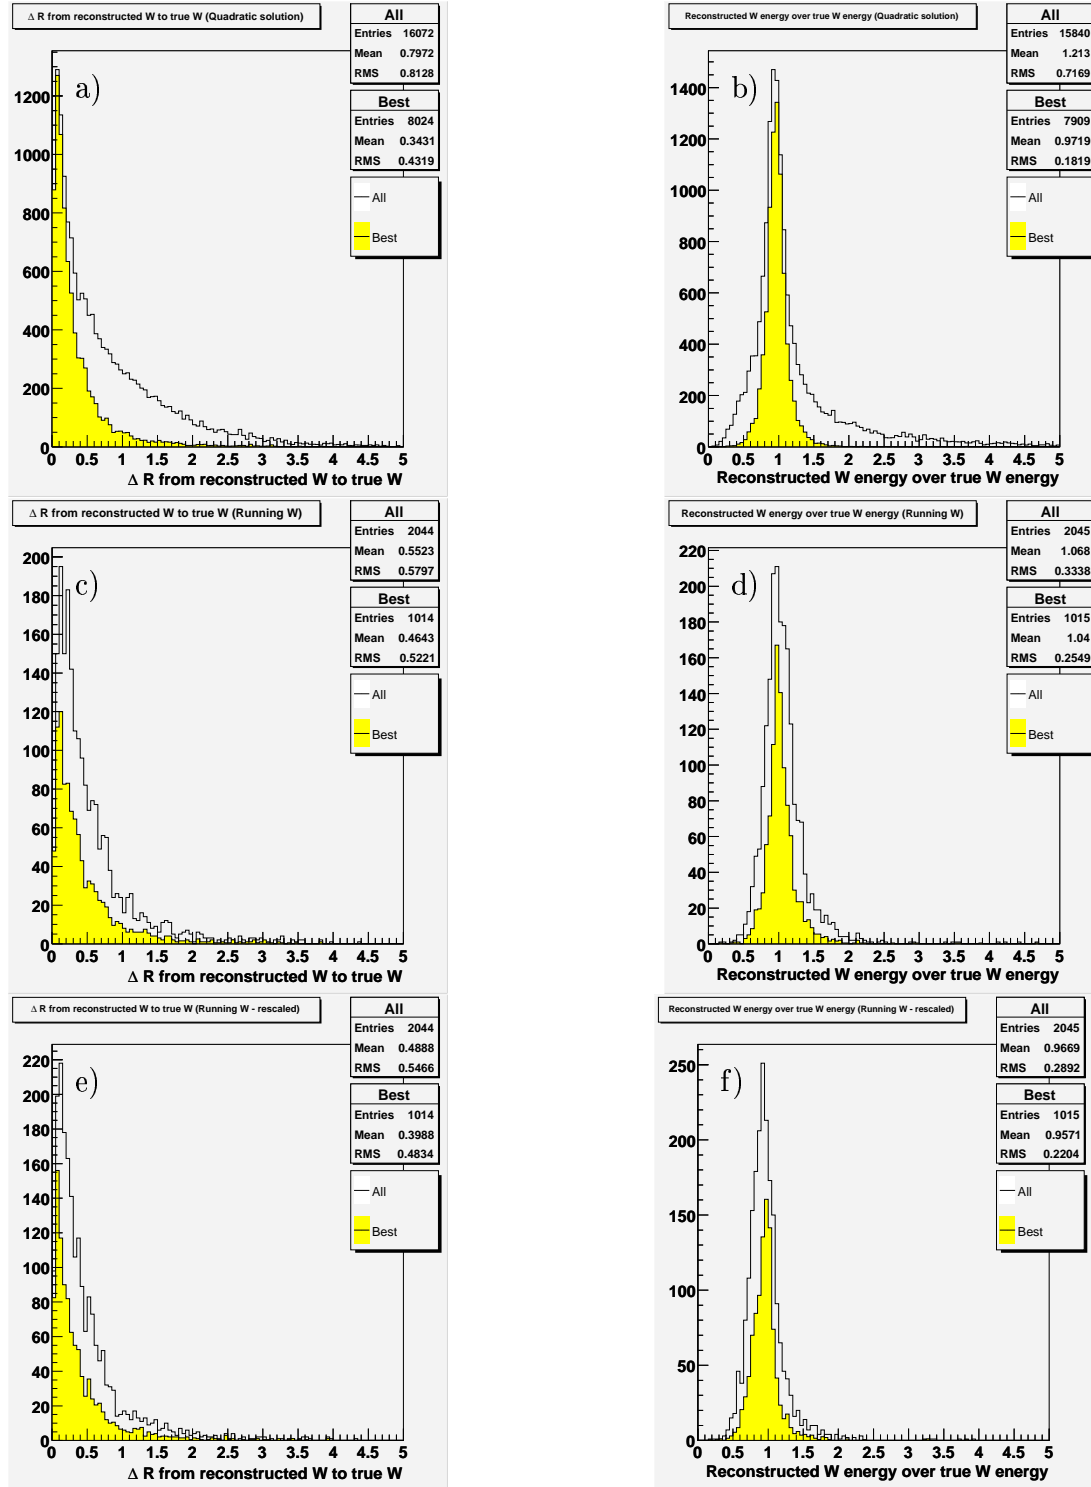 Δ R from reconstructed W to true W (Quadratic solution)
All
Entries 16072
Mean 0.7972
RMS 0.8128
Best
Entries 8024
Mean 0.3431
RMS 0.4319
All
Best
a)
1200
1000
800
600
400
200
0
0 0.5 1 1.5 2 2.5 3 3.5 4 4.5 5
Δ R from reconstructed W to true W
Reconstructed W energy over true W energy (Quadratic solution)
All
Entries 15840
Mean 1.213
RMS 0.7169
Best
Entries 7909
Mean 0.9719
RMS 0.1819
All
Best
b)
1400
1200
1000
800
600
400
200
0
0 0.5 1 1.5 2 2.5 3 3.5 4 4.5 5
Reconstructed W energy over true W energy
Δ R from reconstructed W to true W (Running W)
All
Entries 2044
Mean 0.5523
RMS 0.5797
Best
Entries 1014
Mean 0.4643
RMS 0.5221
All
Best
c)
200
180
160
140
120
100
80
60
40
20
0
0 0.5 1 1.5 2 2.5 3 3.5 4 4.5 5
Δ R from reconstructed W to true W
Reconstructed W energy over true W energy (Running W)
All
Entries 2045
Mean 1.068
RMS 0.3338
Best
Entries 1015
Mean 1.04
RMS 0.2549
All
Best
d)
220
200
180
160
140
120
100
80
60
40
20
0
0 0.5 1 1.5 2 2.5 3 3.5 4 4.5 5
Reconstructed W energy over true W energy
Δ R from reconstructed W to true W (Running W - rescaled)
All
Entries 2044
Mean 0.4888
RMS 0.5466
Best
Entries 1014
Mean 0.3988
RMS 0.4834
All
Best
e)
220
200
180
160
140
120
100
80
60
40
20
0
0 0.5 1 1.5 2 2.5 3 3.5 4 4.5 5
Δ R from reconstructed W to true W
Reconstructed W energy over true W energy (Running W - rescaled)
All
Entries 2045
Mean 0.9669
RMS 0.2892
Best
Entries 1015
Mean 0.9571
RMS 0.2204
All
Best
f)
250
200
150
100
50
0
0 0.5 1 1.5 2 2.5 3 3.5 4 4.5 5
Reconstructed W energy over true W energy